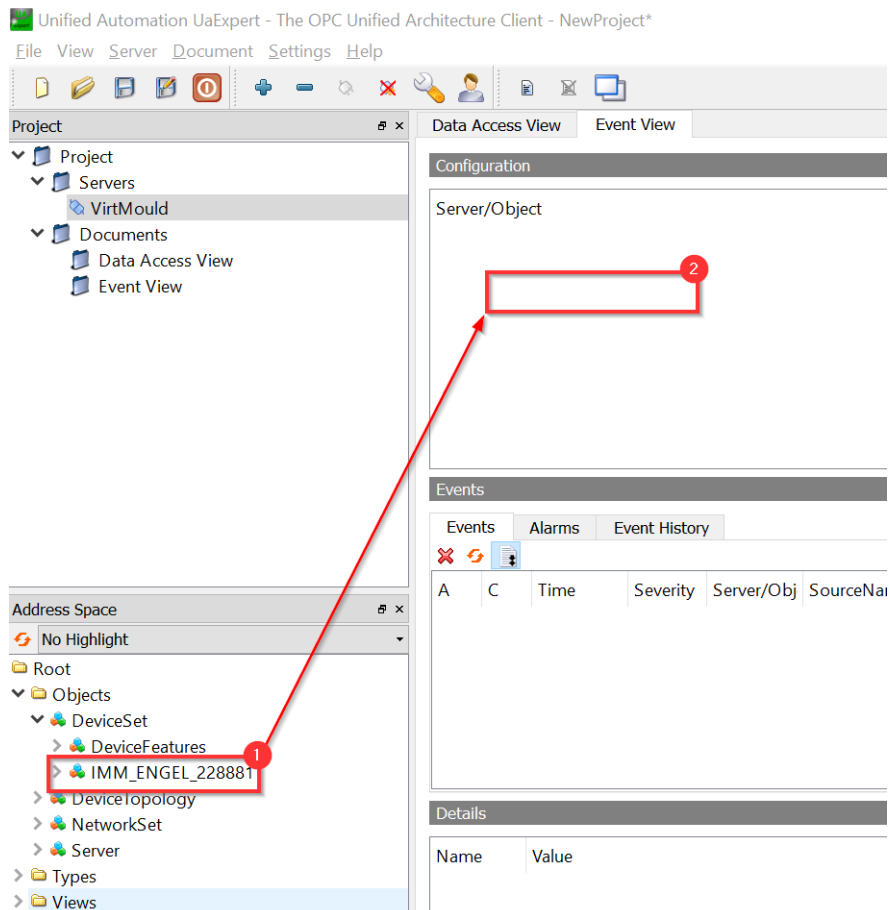 Unified Automation UaExpert - The OPC Unified Architecture Client - NewProject*
File View Server Document Settings Help
Project
Project
Servers
VirtMould
Documents
Data Access View
Event View
Address Space
No Highlight
Root
Objects
DeviceSet
DeviceFeatures
1
IMM_ENGEL_228881
DeviceTopology
NetworkSet
Server
Types
Views
Data Access View Event View
Configuration
Server/Object
2
Events
Events Alarms Event History
A C Time Severity Server/Obj SourceNar
Details
Name Value